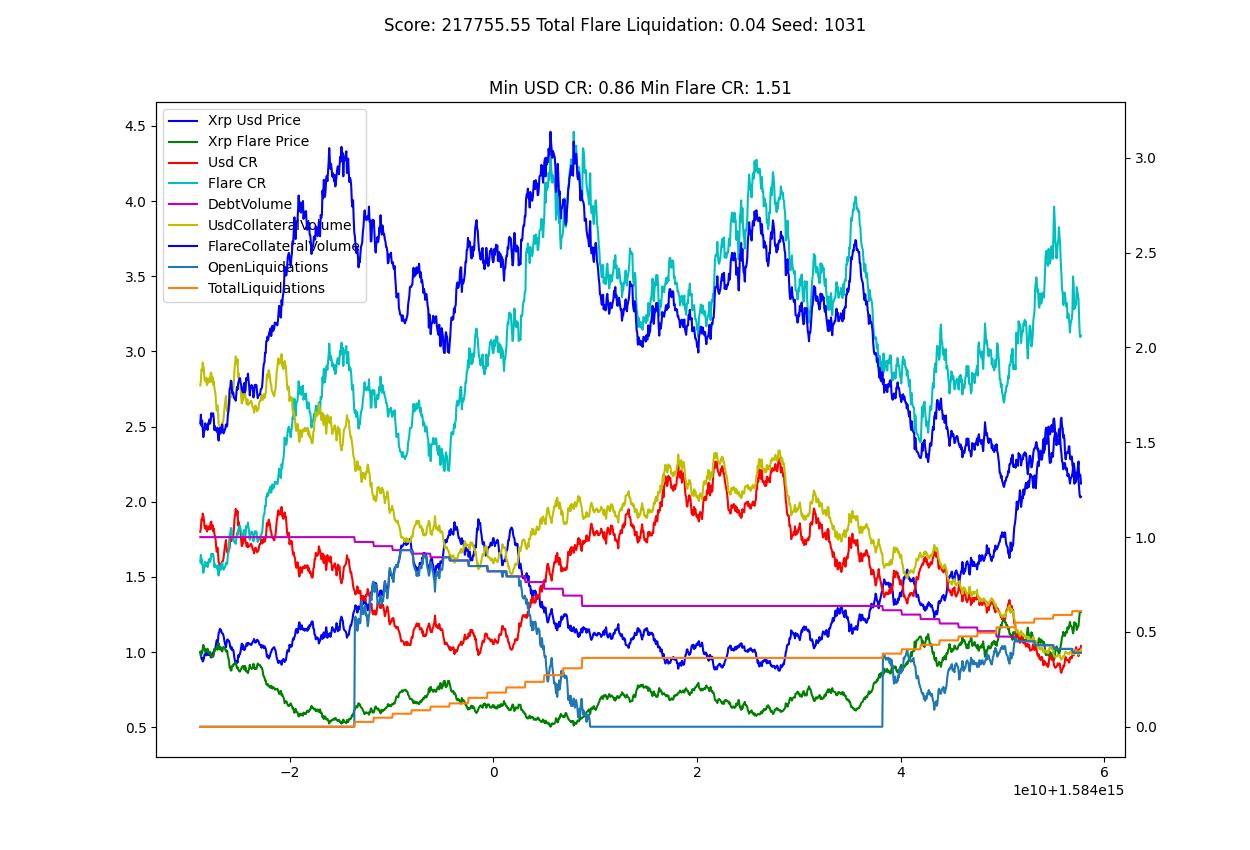 Score: 217755.55 Total Flare Liquidation: 0.04 Seed: 1031
Min USD CR: 0.86 Min Flare CR: 1.51
Xrp Usd Price
Xrp Flare Price
Usd CR
Flare CR
DebtVolume
UsdCollateralVolume
FlareCollateralVolume
OpenLiquidations
TotalLiquidations
4.5
4.0
3.5
3.0
2.5
2.0
1.5
1.0
0.5
3.0
2.5
2.0
1.5
1.0
0.5
0.0
−2 0 2 4 6
1e10+1.584e15